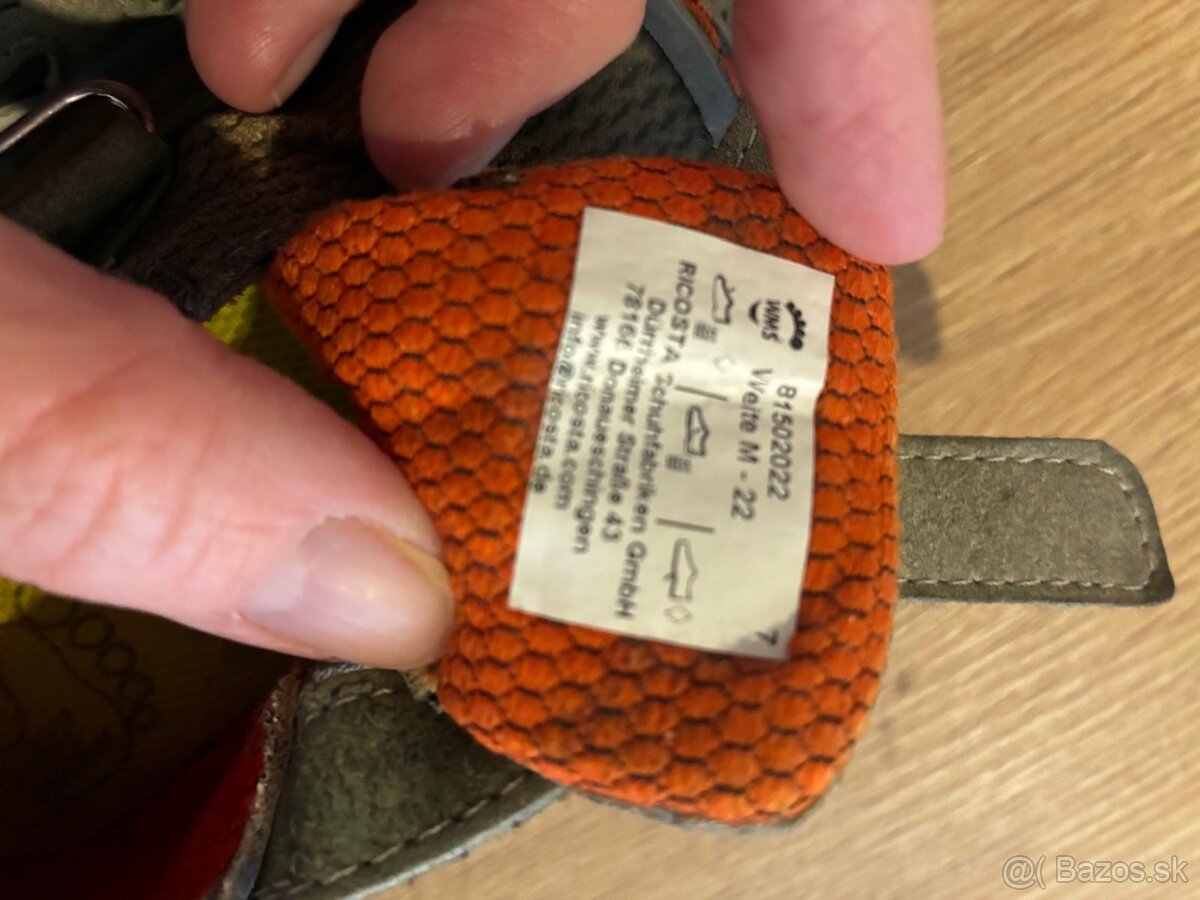 WMS
81502022
Weite M - 22
7
RICOSTA Schuhfabriken GmbH
Dürrheimer Straße 43
78166 Donaueschingen
www.ricosta.com
info@ricosta.de
@( Bazos.sk